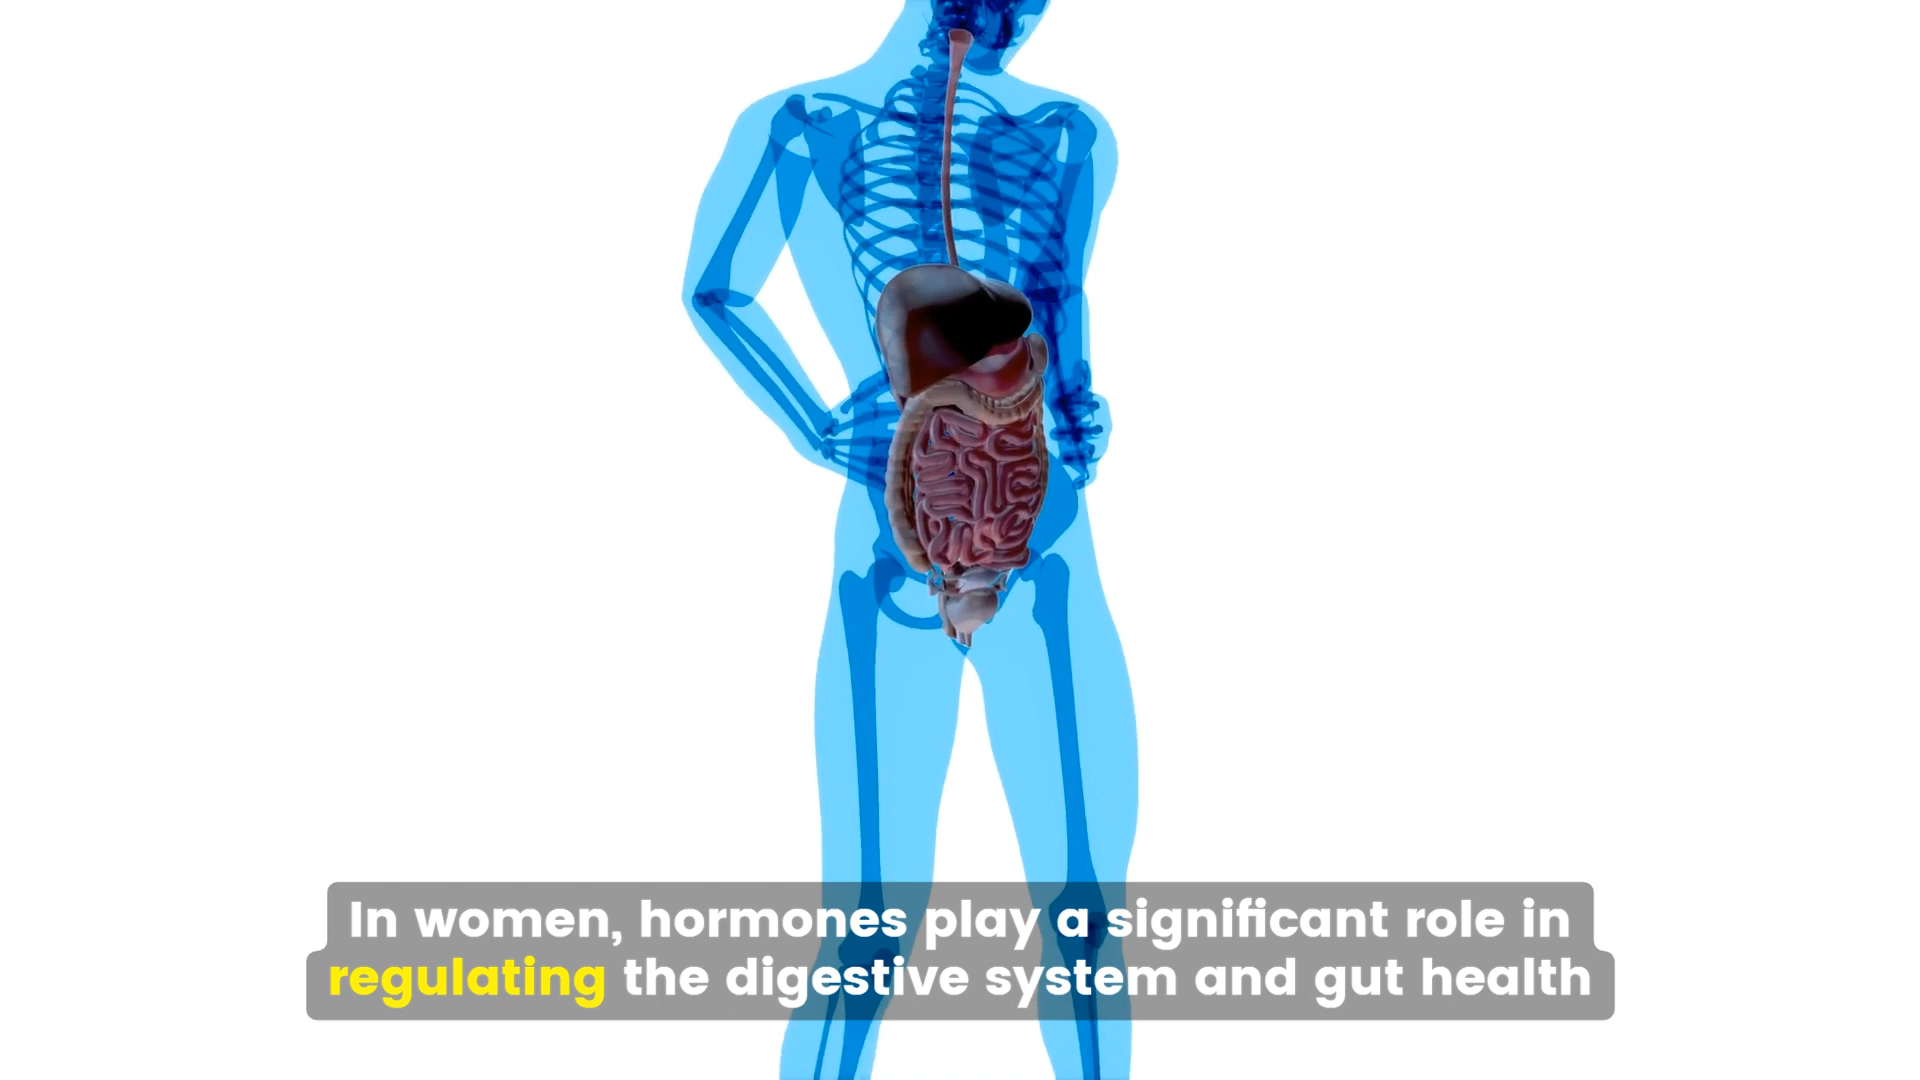 In women, hormones play a significant role in
regulating the digestive system and gut health